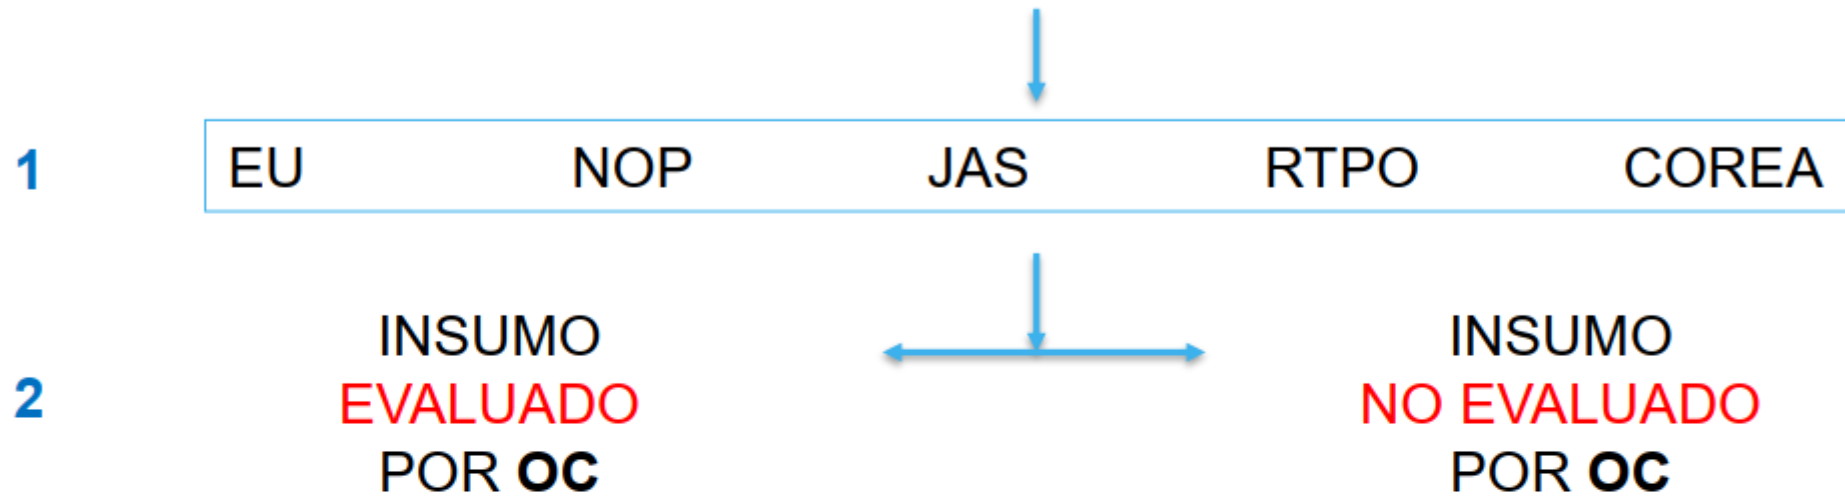 1 EU NOP JAS RTPO COREA
INSUMO INSUMO
2 EVALUADO NO EVALUADO
POR OC POR OC